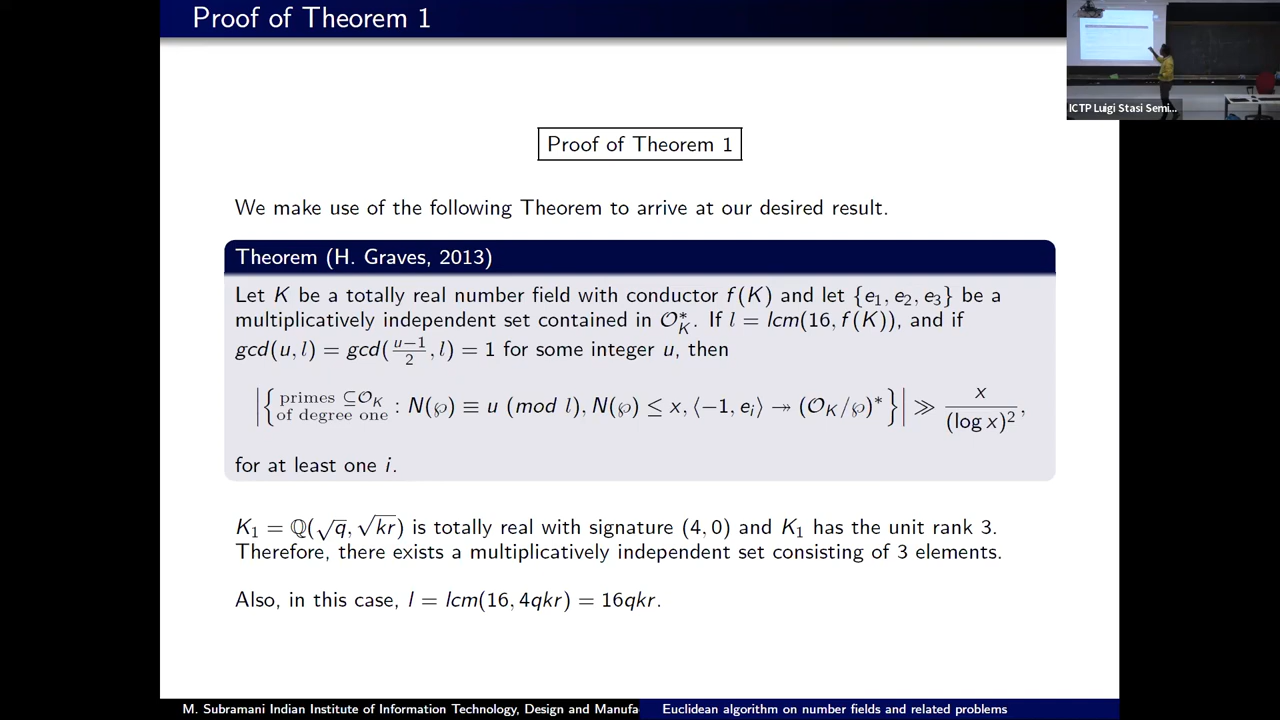 Proof of Theorem 1
ICTP Luigi Stasi Semi...
Proof of Theorem 1
We make use of the following Theorem to arrive at our desired result.
Theorem (H. Graves, 2013)
Let K be a totally real number field with conductor f(K) and let {e₁, e₂, e₃} be a
multiplicatively independent set contained in 𝒪*_K. If l = lcm(16, f(K)), and if
gcd(u, l) = gcd((u−1)/2, l) = 1 for some integer u, then
|{primes ⊆𝒪_K of degree one : N(℘) ≡ u (mod l), N(℘) ≤ x, ⟨−1, e_i⟩ ↠ (𝒪_K/℘)*}| ≫ x/(log x)²,
for at least one i.
K₁ = ℚ(√q, √kr) is totally real with signature (4, 0) and K₁ has the unit rank 3.
Therefore, there exists a multiplicatively independent set consisting of 3 elements.
Also, in this case, l = lcm(16, 4qkr) = 16qkr.
M. Subramani Indian Institute of Information Technology, Design and Manufa
Euclidean algorithm on number fields and related problems